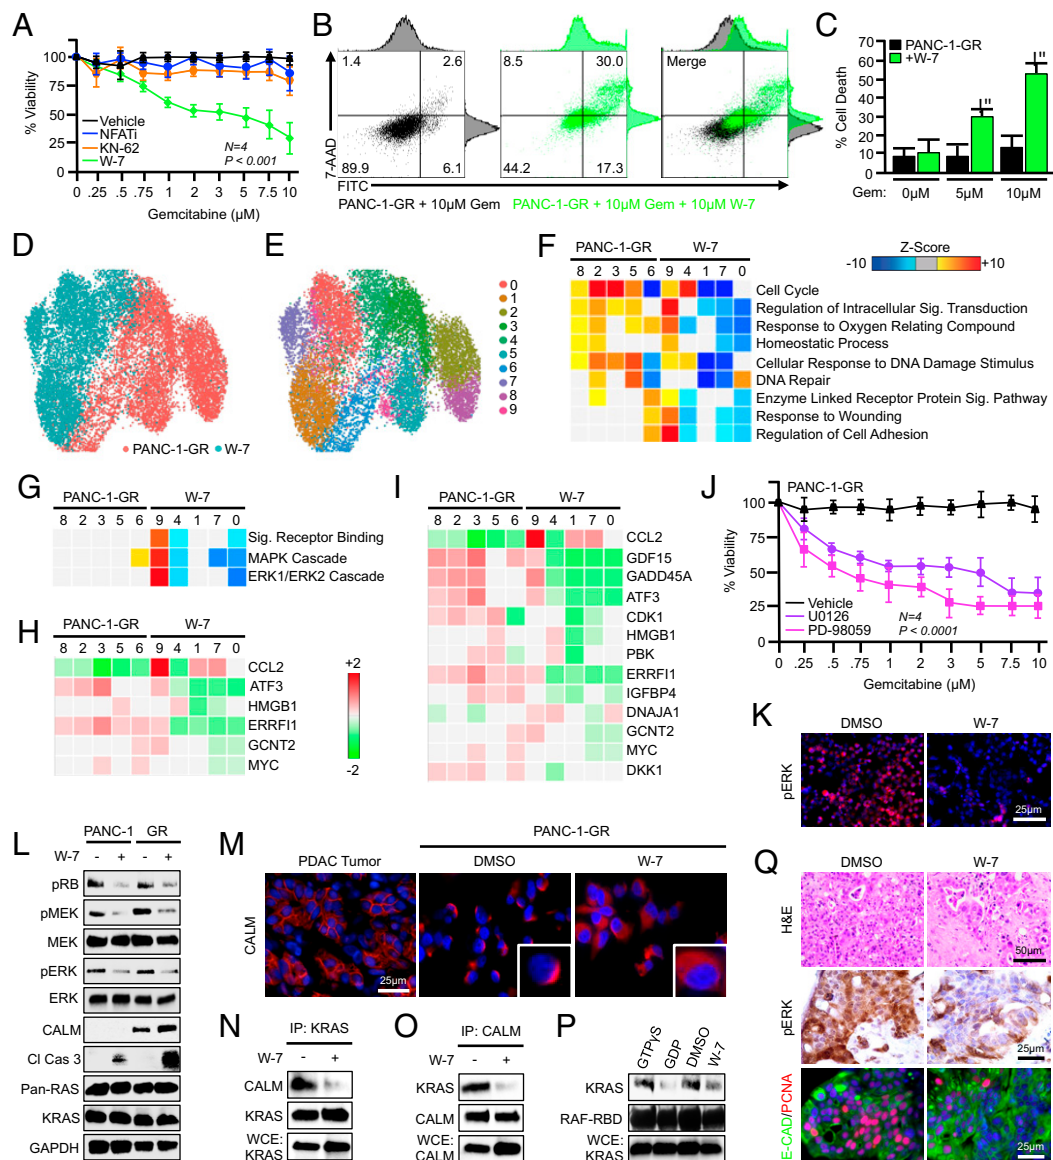 A
% Viability
100
75
50
25
0
Vehicle
NFATi
KN-62
W-7
N=4
P < 0.001
0 .25 .5 .75 1 2 3 5 7.5 10
Gemcitabine (µM)
B
1.4 2.6
89.9 6.1
8.5 30.0
44.2 17.3
Merge
7-AAD
FITC
PANC-1-GR + 10µM Gem
PANC-1-GR + 10µM Gem + 10µM W-7
C
% Cell Death
70
60
50
40
30
20
10
0
PANC-1-GR
+W-7
Gem: 0µM 5µM 10µM
D
PANC-1-GR W-7
E
0
1
2
3
4
5
6
7
8
9
F
PANC-1-GR W-7
8 2 3 5 6 9 4 1 7 0
Z-Score
-10 +10
Cell Cycle
Regulation of Intracellular Sig. Transduction
Response to Oxygen Relating Compound
Homeostatic Process
Cellular Response to DNA Damage Stimulus
DNA Repair
Enzyme Linked Receptor Protein Sig. Pathway
Response to Wounding
Regulation of Cell Adhesion
G
PANC-1-GR W-7
8 2 3 5 6 9 4 1 7 0
Sig. Receptor Binding
MAPK Cascade
ERK1/ERK2 Cascade
H
PANC-1-GR W-7
8 2 3 5 6 9 4 1 7 0
CCL2
ATF3
HMGB1
ERRFI1
GCNT2
MYC
+2
-2
I
PANC-1-GR W-7
8 2 3 5 6 9 4 1 7 0
CCL2
GDF15
GADD45A
ATF3
CDK1
HMGB1
PBK
ERRFI1
IGFBP4
DNAJA1
GCNT2
MYC
DKK1
J
PANC-1-GR
% Viability
100
75
50
25
0
Vehicle
U0126
PD-98059
N=4
P < 0.0001
0 .25 .5 .75 1 2 3 5 7.5 10
Gemcitabine (µM)
K
DMSO W-7
pERK
25µm
L
PANC-1 GR
W-7 - + - +
pRB
pMEK
MEK
pERK
ERK
CALM
Cl Cas 3
Pan-RAS
KRAS
GAPDH
M
PANC-1-GR
PDAC Tumor DMSO W-7
CALM
25µm
N
IP: KRAS
W-7 - +
CALM
KRAS
WCE:
KRAS
O
IP: CALM
W-7 - +
KRAS
CALM
WCE:
CALM
P
GTPγS GDP DMSO W-7
KRAS
RAF-RBD
WCE:
KRAS
Q
DMSO W-7
H&E
50µm
pERK
25µm
E-CAD/PCNA
25µm